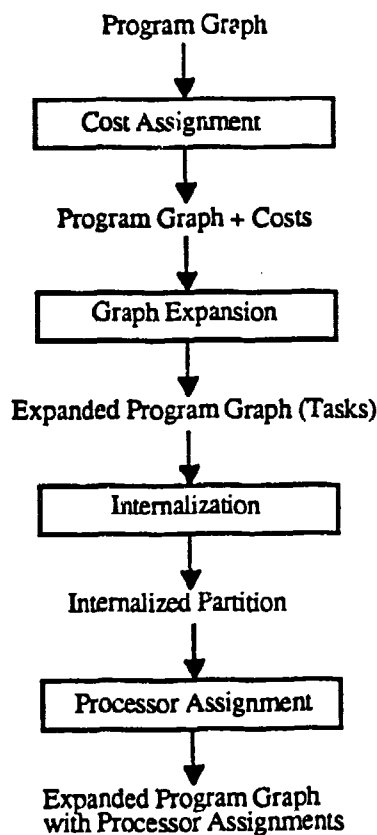 Program Graph
Cost Assignment
Program Graph + Costs
Graph Expansion
Expanded Program Graph (Tasks)
Internalization
Internalized Partition
Processor Assignment
Expanded Program Graph
with Processor Assignments